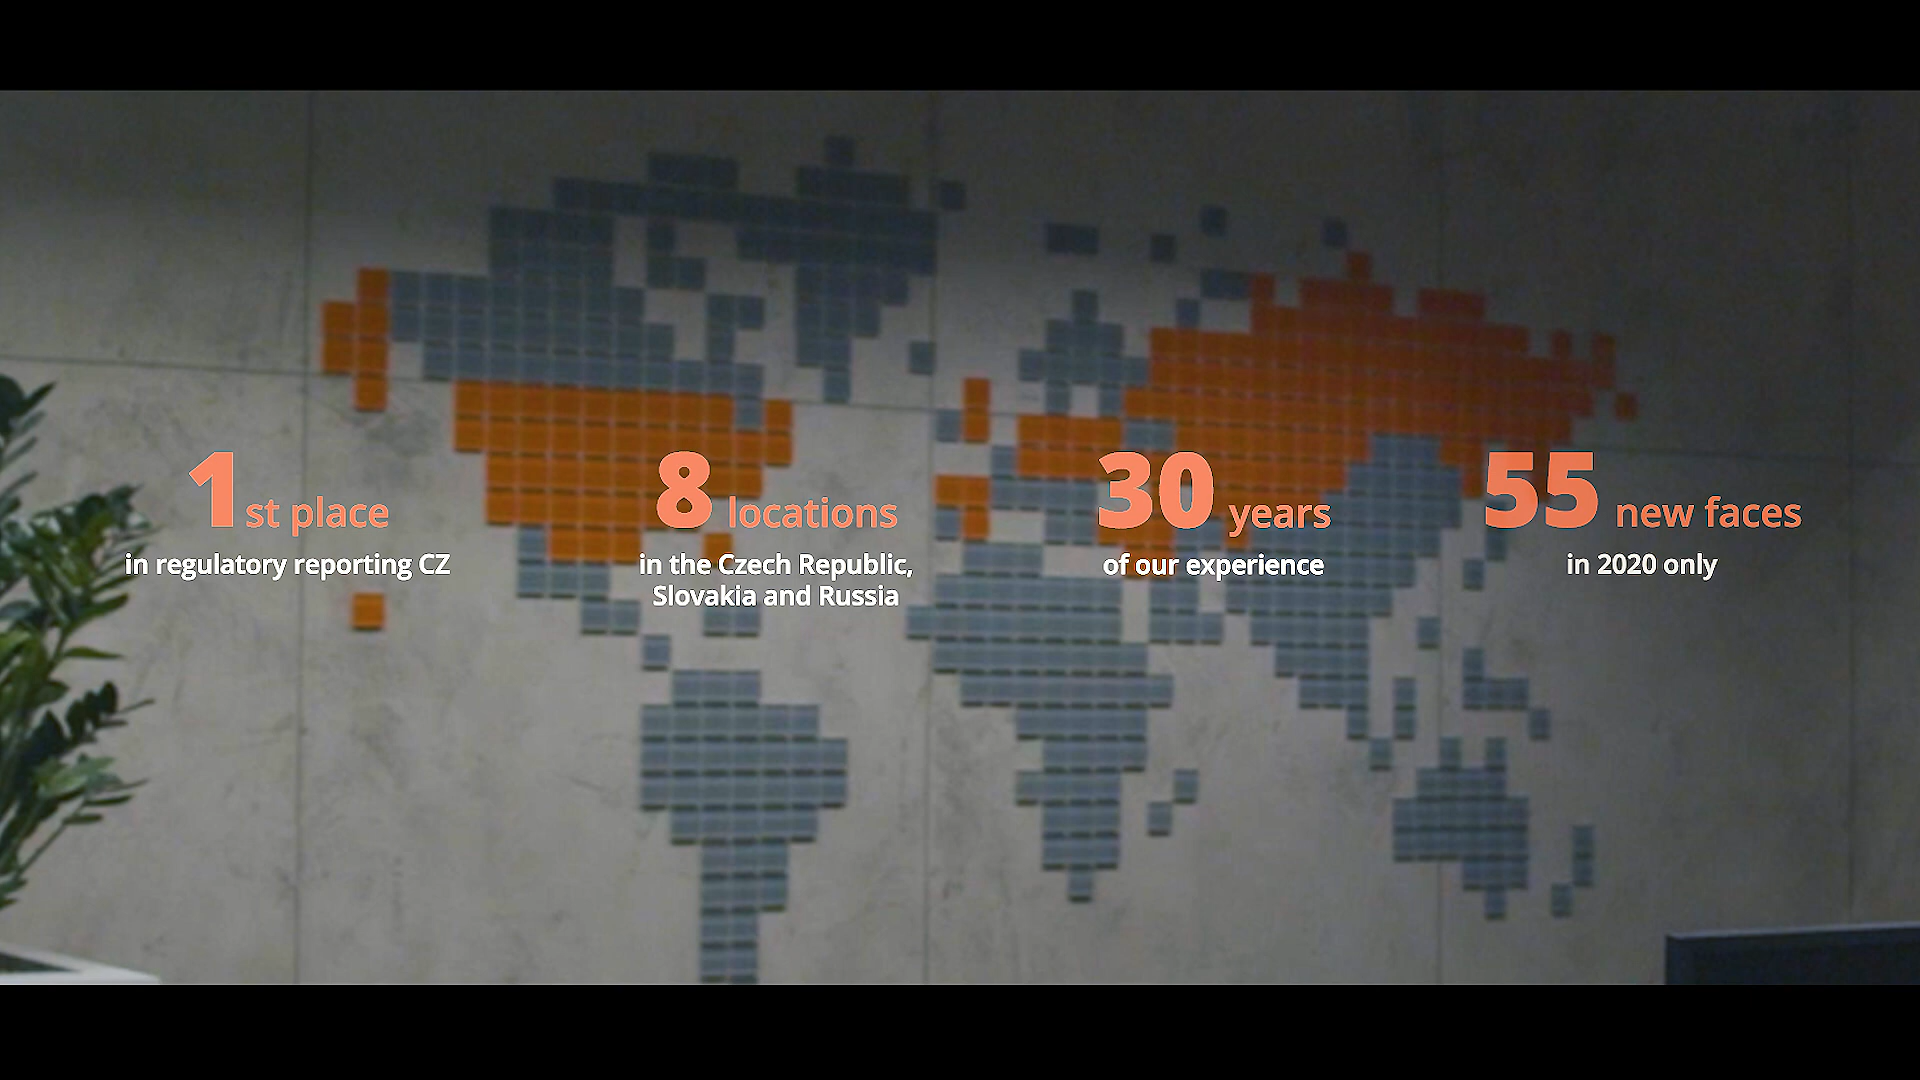 1st place
in regulatory reporting CZ
8 locations
in the Czech Republic,
Slovakia and Russia
30 years
of our experience
55 new faces
in 2020 only